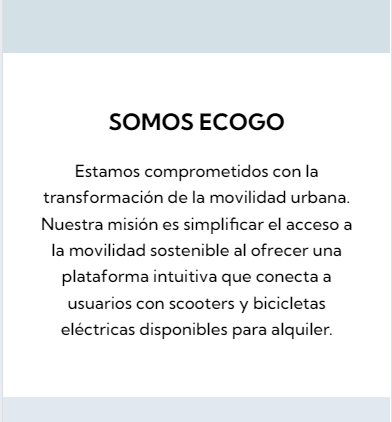 SOMOS ECOGO
Estamos comprometidos con la
transformación de la movilidad urbana.
Nuestra misión es simplificar el acceso a
la movilidad sostenible al ofrecer una
plataforma intuitiva que conecta a
usuarios con scooters y bicicletas
eléctricas disponibles para alquiler.